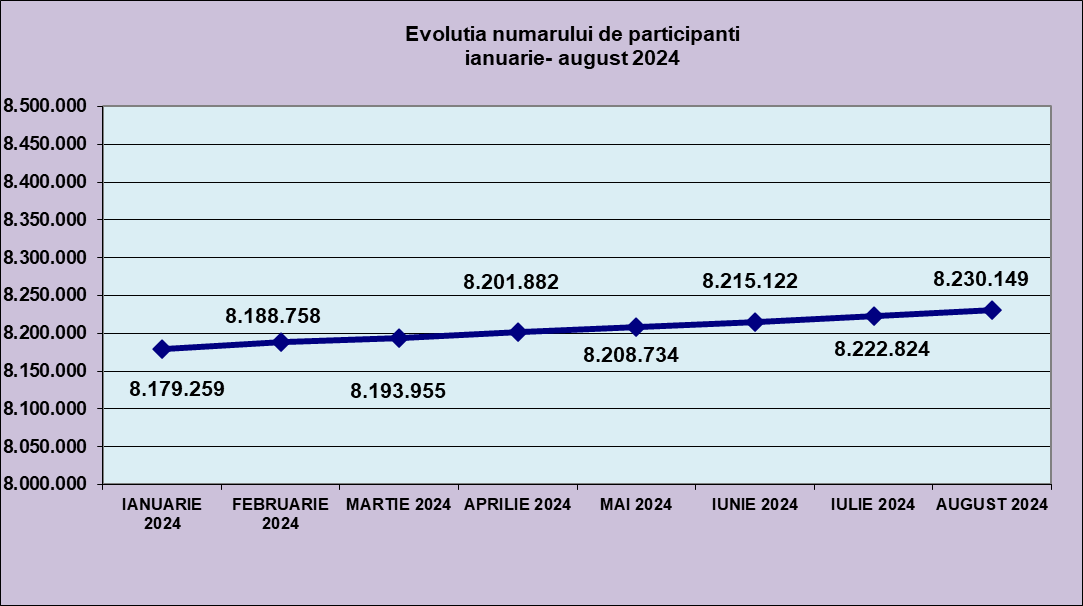 Evolutia numarului de participanti
ianuarie- august 2024
8.500.000
8.450.000
8.400.000
8.350.000
8.300.000
8.250.000
8.200.000
8.150.000
8.100.000
8.050.000
8.000.000
8.179.259
8.188.758
8.193.955
8.201.882
8.208.734
8.215.122
8.222.824
8.230.149
IANUARIE
2024
FEBRUARIE
2024
MARTIE 2024
APRILIE 2024
MAI 2024
IUNIE 2024
IULIE 2024
AUGUST 2024